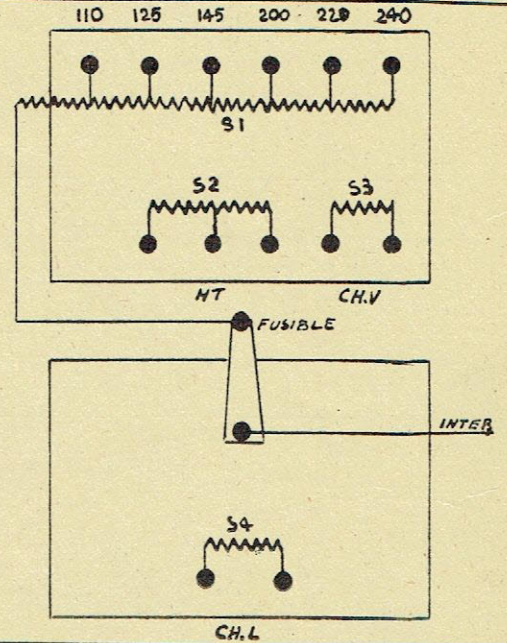 110 125 145 200 220 240
S1
S2 S3
HT CH.V
FUSIBLE
INTER
S4
CH.L